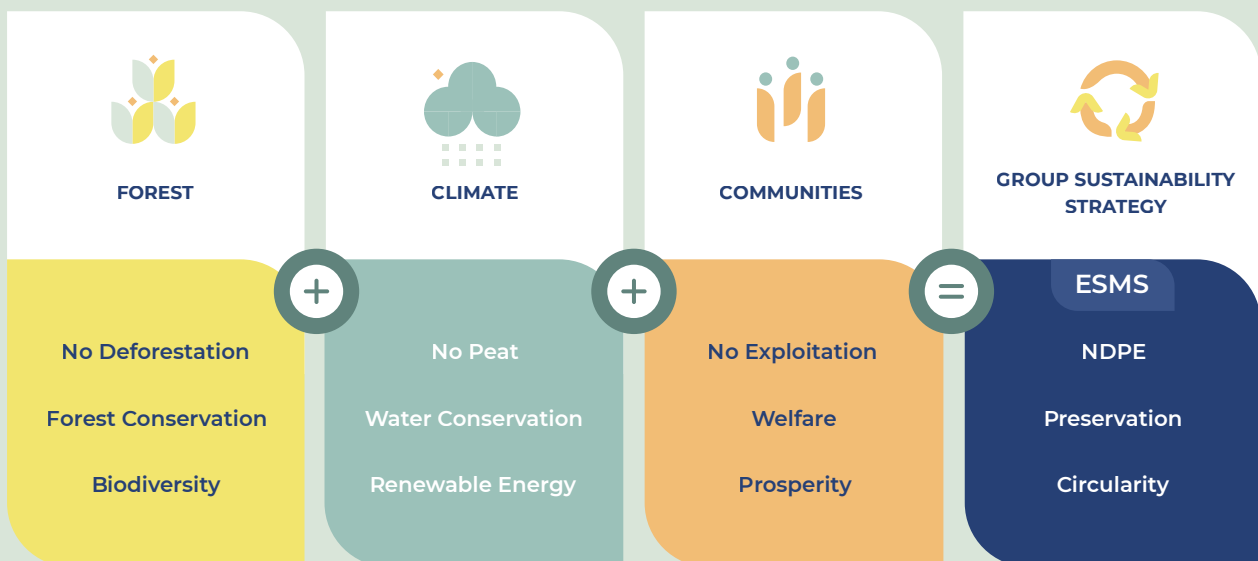 FOREST
No Deforestation
Forest Conservation
Biodiversity
+
CLIMATE
No Peat
Water Conservation
Renewable Energy
+
COMMUNITIES
No Exploitation
Welfare
Prosperity
=
GROUP SUSTAINABILITY
STRATEGY
ESMS
NDPE
Preservation
Circularity